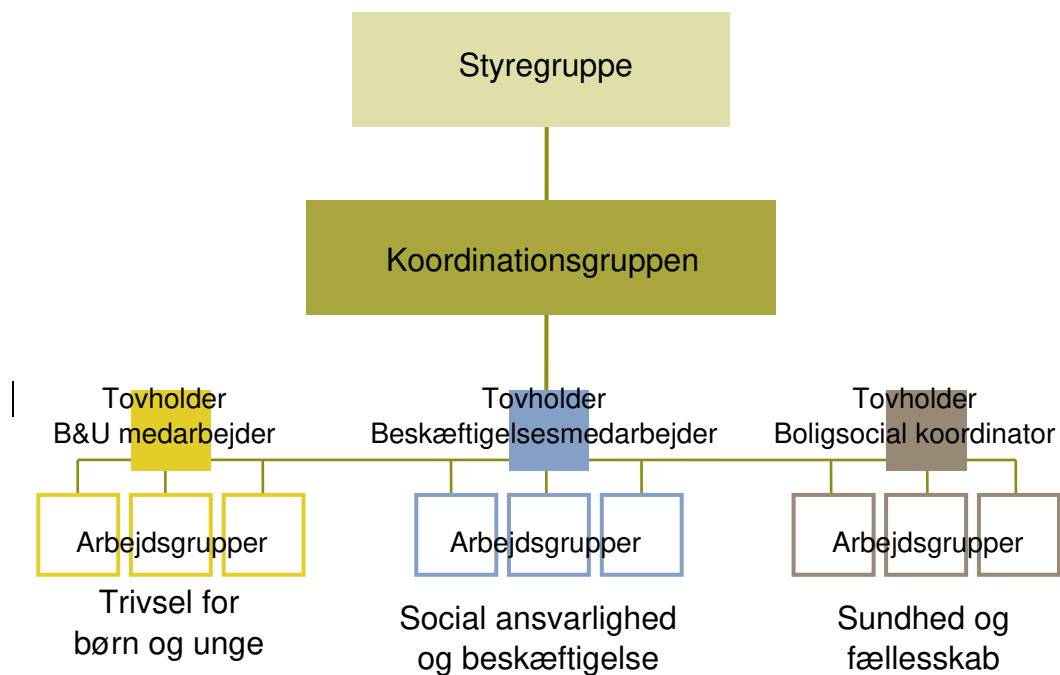 Styregruppe
Koordinationsgruppen
Tovholder
B&U medarbejder
Tovholder
Beskæftigelsesmedarbejder
Tovholder
Boligsocial koordinator
Arbejdsgrupper
Arbejdsgrupper
Arbejdsgrupper
Trivsel for
børn og unge
Social ansvarlighed
og beskæftigelse
Sundhed og
fællesskab